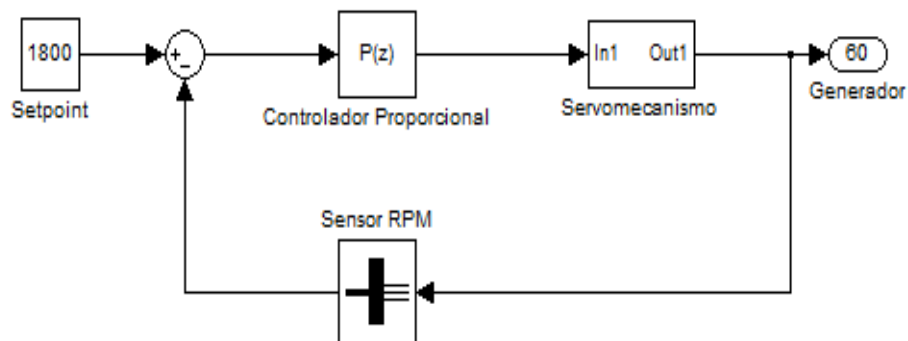 1800
Setpoint
+
−
P(z)
Controlador Proporcional
In1 Out1
Servomecanismo
60
Generador
Sensor RPM